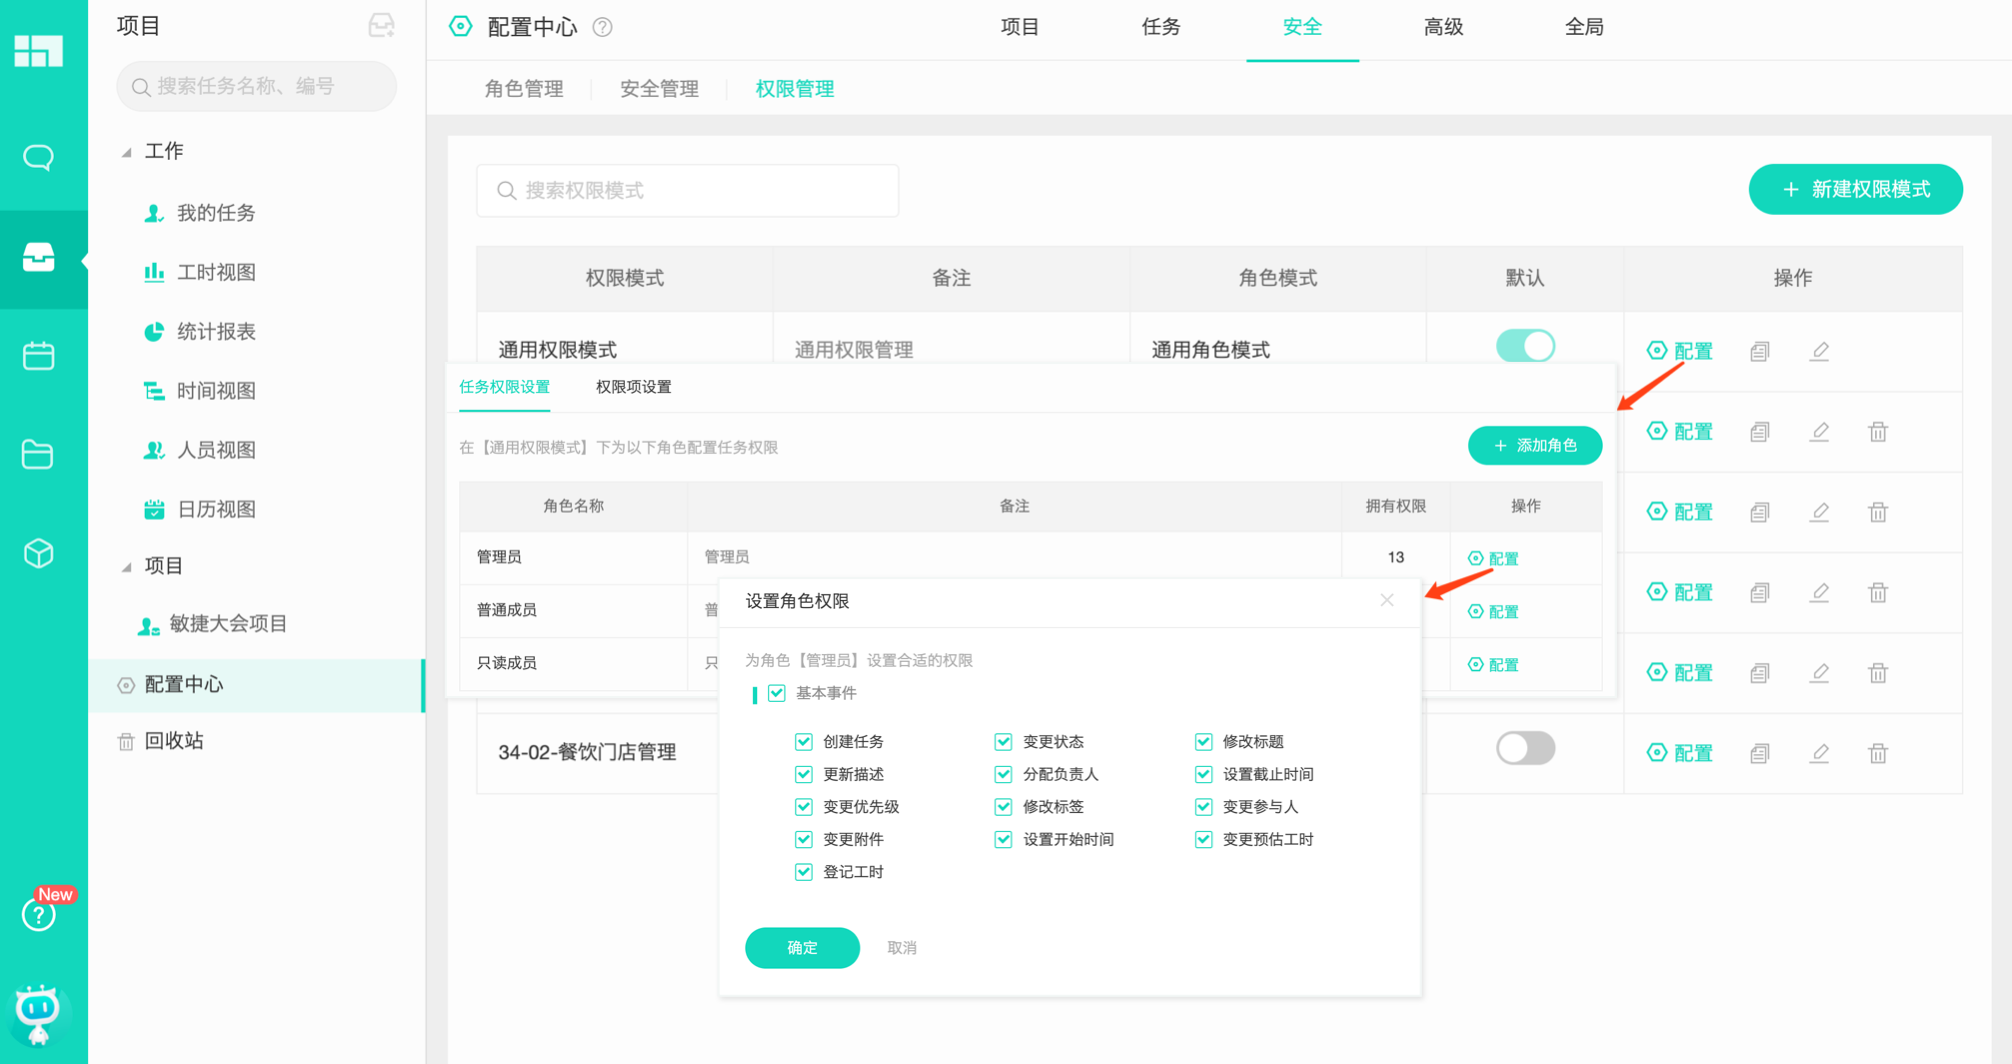 项目
搜索任务名称、编号
工作
我的任务
工时视图
统计报表
时间视图
人员视图
日历视图
项目
敏捷大会项目
配置中心
回收站
New
?
配置中心 ?
项目 任务 安全 高级 全局
角色管理 安全管理 权限管理
搜索权限模式
+ 新建权限模式
权限模式 备注 角色模式 默认 操作
通用权限模式 通用权限管理 通用角色模式 配置
配置
配置
配置
配置
34-02-餐饮门店管理 配置
任务权限设置 权限项设置
在【通用权限模式】下为以下角色配置任务权限
+ 添加角色
角色名称 备注 拥有权限 操作
管理员 管理员 13 配置
普通成员 普 配置
只读成员 只 配置
设置角色权限
为角色【管理员】设置合适的权限
基本事件
创建任务 变更状态 修改标题
更新描述 分配负责人 设置截止时间
变更优先级 修改标签 变更参与人
变更附件 设置开始时间 变更预估工时
登记工时
确定 取消